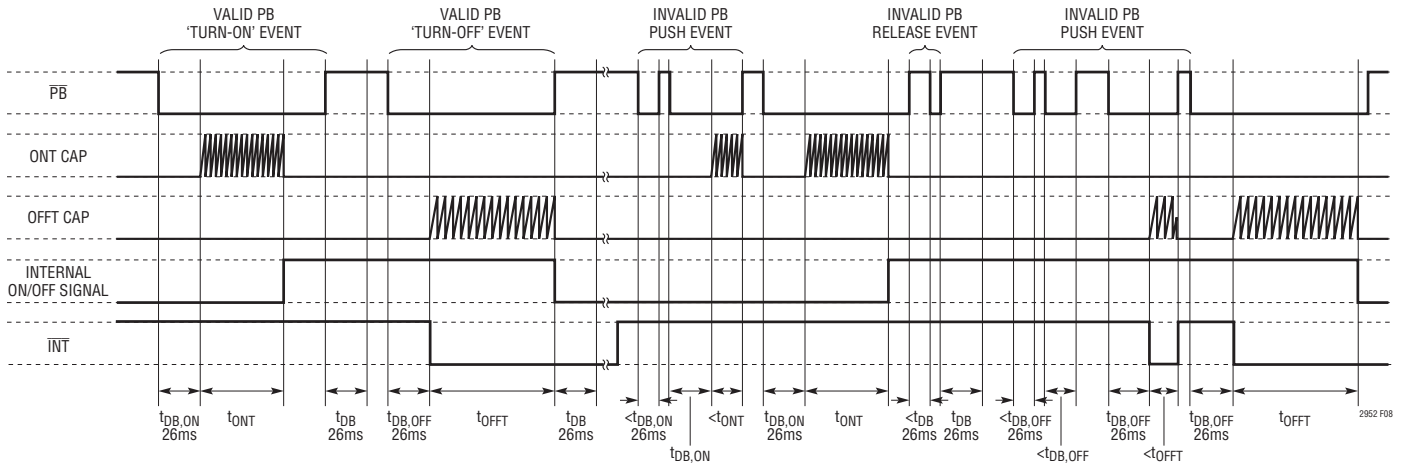 VALID PB
‘TURN-ON’ EVENT
VALID PB
‘TURN-OFF’ EVENT
INVALID PB
PUSH EVENT
INVALID PB
RELEASE EVENT
INVALID PB
PUSH EVENT
PB
ONT CAP
OFFT CAP
INTERNAL
ON/OFF SIGNAL
INT
tDB,ON
26ms
tONT
tDB
26ms
tDB,OFF
26ms
tOFFT
tDB
26ms
<tDB,ON
26ms
tDB,ON
<tONT
tDB,ON
26ms
tONT
<tDB
26ms
tDB
26ms
<tDB,OFF
26ms
<tDB,OFF
tDB,OFF
26ms
<tOFFT
tDB,OFF
26ms
tOFFT
2952 F08